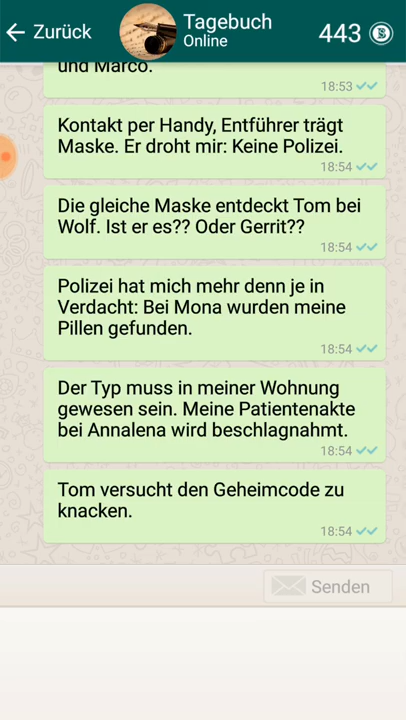 Zurück
Tagebuch
Online
443
und Marco.
18:53
Kontakt per Handy, Entführer trägt
Maske. Er droht mir: Keine Polizei.
18:54
Die gleiche Maske entdeckt Tom bei
Wolf. Ist er es?? Oder Gerrit??
18:54
Polizei hat mich mehr denn je in
Verdacht: Bei Mona wurden meine
Pillen gefunden.
18:54
Der Typ muss in meiner Wohnung
gewesen sein. Meine Patientenakte
bei Annalena wird beschlagnahmt.
18:54
Tom versucht den Geheimcode zu
knacken.
18:54
Senden